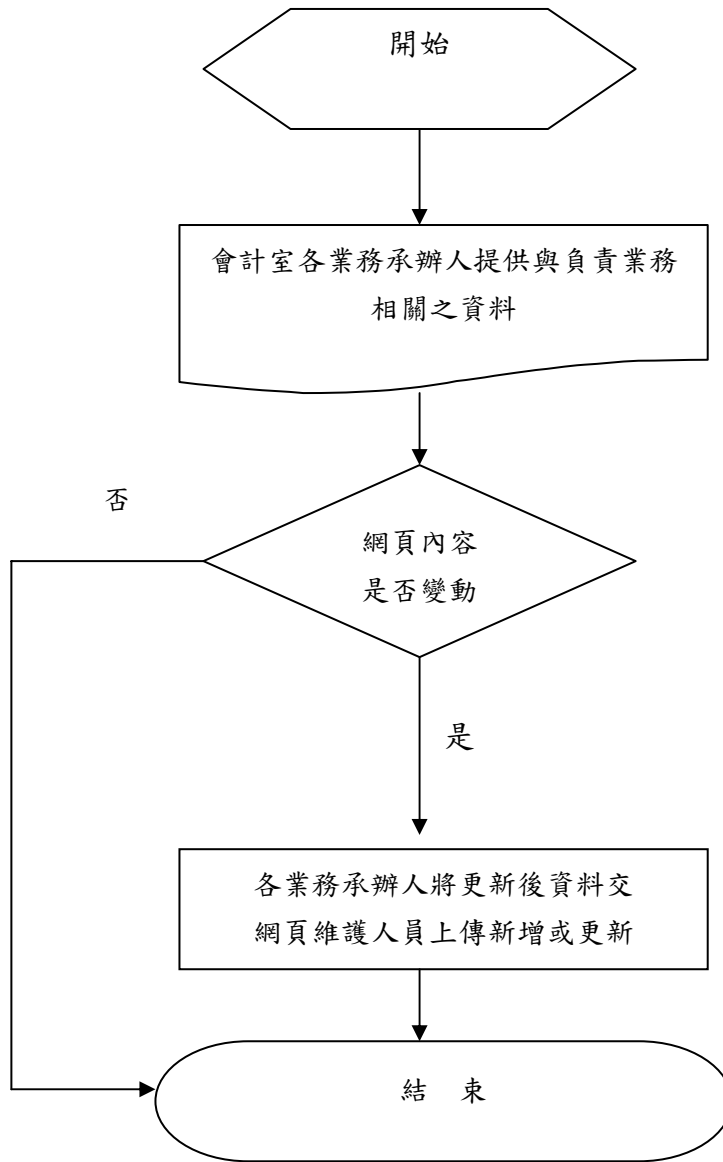 開始
會計室各業務承辦人提供與負責業務
相關之資料
否
網頁內容
是否變動
是
各業務承辦人將更新後資料交
網頁維護人員上傳新增或更新
結 束